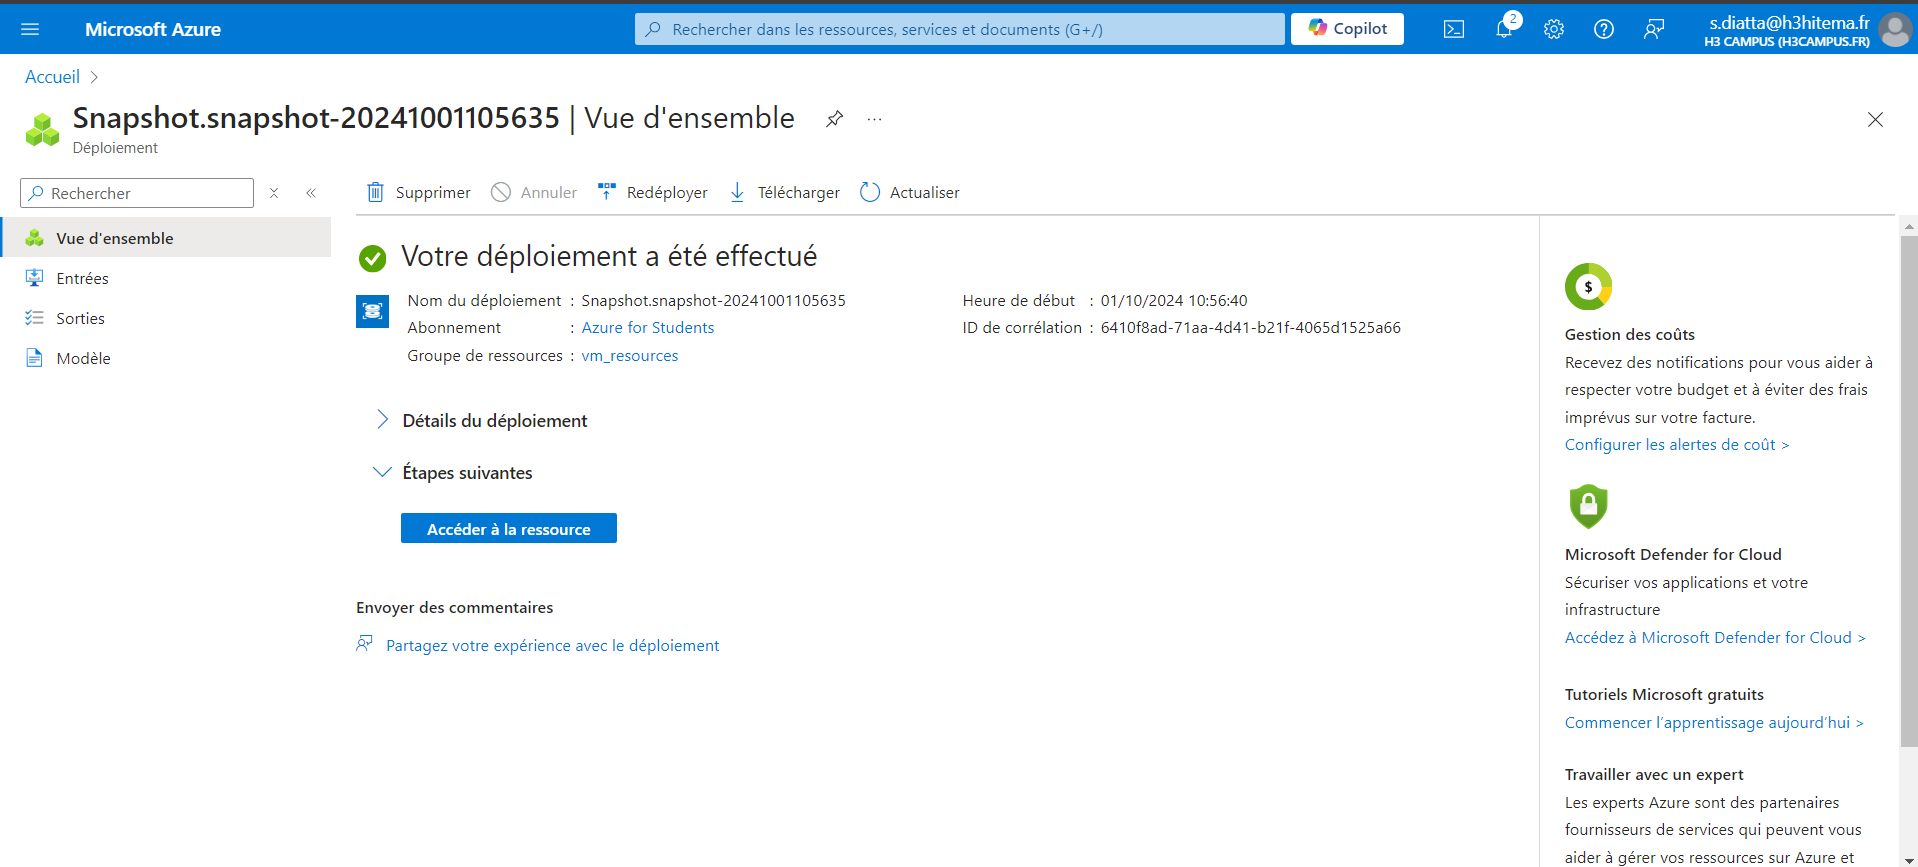 Microsoft Azure
Rechercher dans les ressources, services et documents (G+/)
Copilot
2
s.diatta@h3hitema.fr
H3 CAMPUS (H3CAMPUS.FR)
Accueil
Snapshot.snapshot-20241001105635 | Vue d'ensemble
Déploiement
Rechercher
Supprimer
Annuler
Redéployer
Télécharger
Actualiser
Vue d'ensemble
Entrées
Sorties
Modèle
Votre déploiement a été effectué
Nom du déploiement : Snapshot.snapshot-20241001105635
Abonnement : Azure for Students
Groupe de ressources : vm_resources
Heure de début : 01/10/2024 10:56:40
ID de corrélation : 6410f8ad-71aa-4d41-b21f-4065d1525a66
Détails du déploiement
Étapes suivantes
Accéder à la ressource
Envoyer des commentaires
Partagez votre expérience avec le déploiement
$
Gestion des coûts
Recevez des notifications pour vous aider à
respecter votre budget et à éviter des frais
imprévus sur votre facture.
Configurer les alertes de coût >
Microsoft Defender for Cloud
Sécuriser vos applications et votre
infrastructure
Accédez à Microsoft Defender for Cloud >
Tutoriels Microsoft gratuits
Commencer l’apprentissage aujourd’hui >
Travailler avec un expert
Les experts Azure sont des partenaires
fournisseurs de services qui peuvent vous
aider à gérer vos ressources sur Azure et